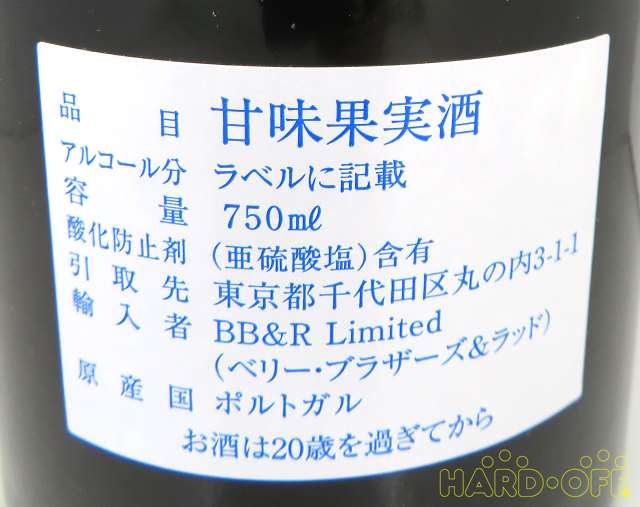 品目 甘味果実酒
アルコール分 ラベルに記載
容量 750mℓ
酸化防止剤 (亜硫酸塩)含有
引取先 東京都千代田区丸の内3-1-1
輸入者 BB&R Limited
(ベリー・ブラザーズ&ラッド)
原産国 ポルトガル
お酒は20歳を過ぎてから
HARD・OFF